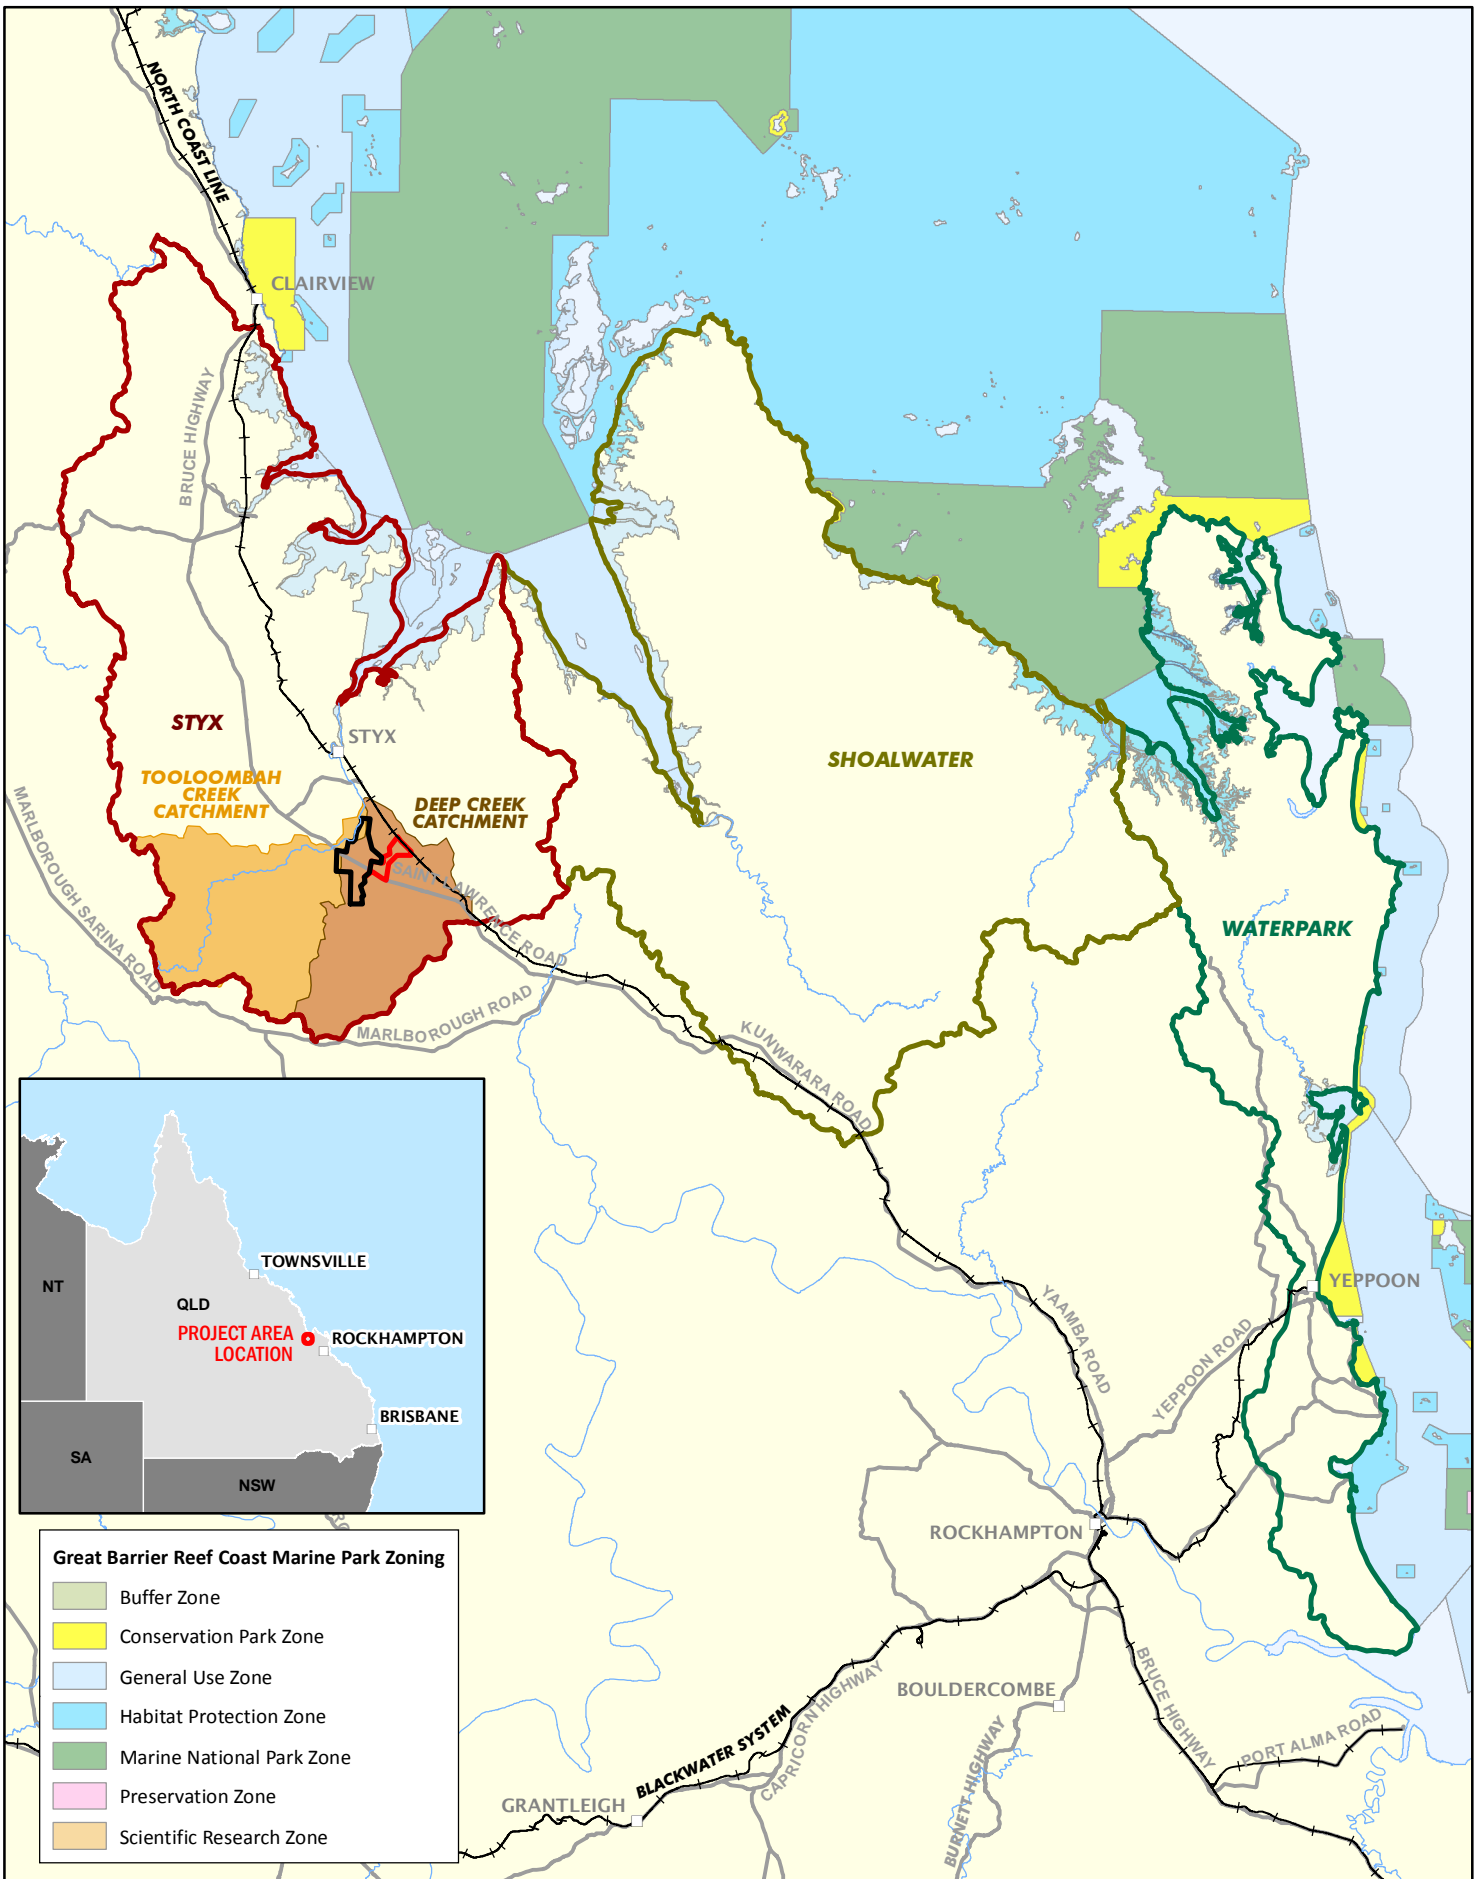 NORTH COAST LINE
CLAIRVIEW
BRUCE HIGHWAY
STYX
STYX
TOOLOOMBAH
CREEK
CATCHMENT
DEEP CREEK
CATCHMENT
SHOALWATER
WATERPARK
MARLBOROUGH SARINA ROAD
SAINT LAWRENCE ROAD
MARLBOROUGH ROAD
KUNWARARA ROAD
YAAMBA ROAD
YEPPOON ROAD
YEPPOON
NT
QLD
TOWNSVILLE
PROJECT AREA
LOCATION
ROCKHAMPTON
BRISBANE
SA
NSW
ROCKHAMPTON
BOULDERCOMBE
BRUCE HIGHWAY
PORT ALMA ROAD
BURNETT HIGHWAY
CAPRICORN HIGHWAY
BLACKWATER SYSTEM
GRANTLEIGH
Great Barrier Reef Coast Marine Park Zoning
Buffer Zone
Conservation Park Zone
General Use Zone
Habitat Protection Zone
Marine National Park Zone
Preservation Zone
Scientific Research Zone